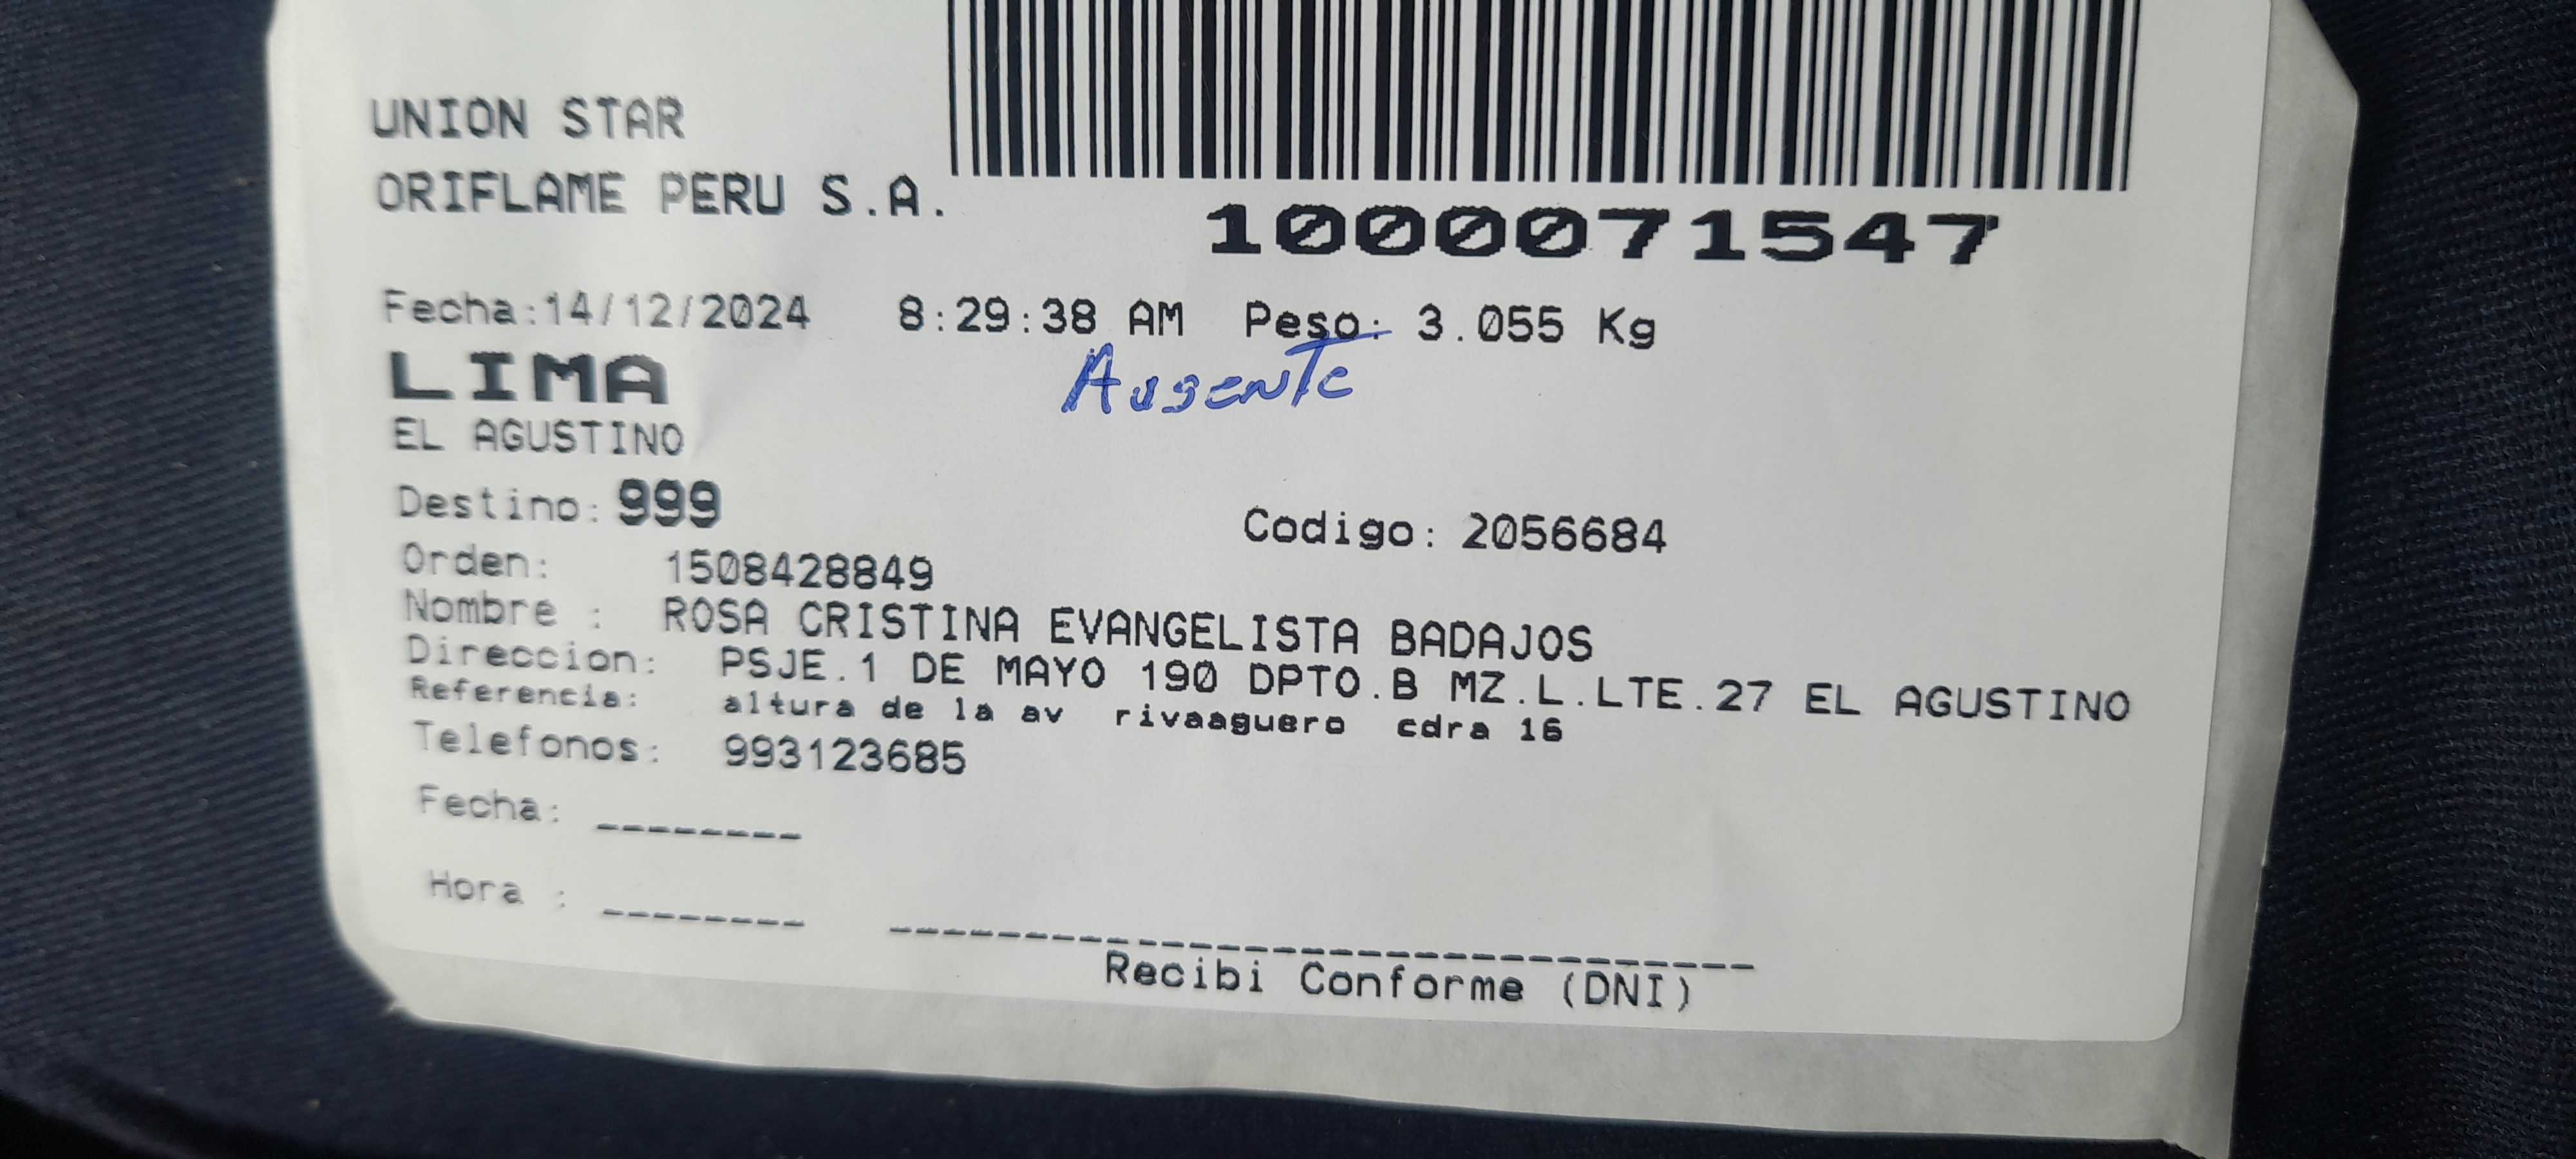 UNION STAR
ORIFLAME PERU S.A.
1000071547
Fecha:14/12/2024 8:29:38 AM Peso: 3.055 Kg
LIMA
Ausente
EL AGUSTINO
Destino: 999
Codigo: 2056684
Orden: 1508428849
Nombre : ROSA CRISTINA EVANGELISTA BADAJOS
Direccion: PSJE.1 DE MAYO 190 DPTO.B MZ.L.LTE.27 EL AGUSTINO
Referencia: altura de la av rivaaguero cdra 16
Telefonos: 993123685
Fecha: ________
Hora : ________
Recibi Conforme (DNI)